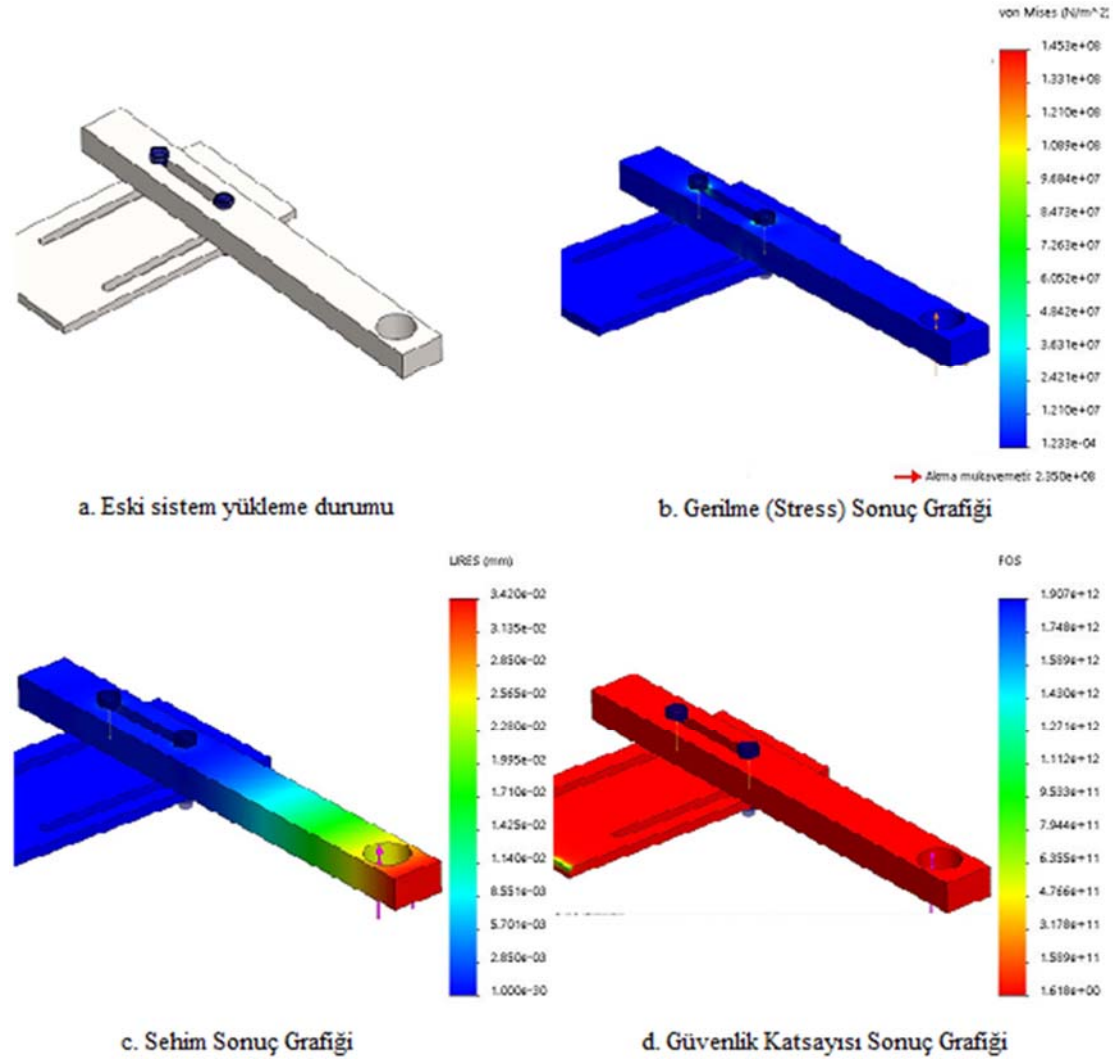 von Mises (N/m^2)
1.453e+08
1.331e+08
1.210e+08
1.089e+08
9.684e+07
8.473e+07
7.263e+07
6.052e+07
4.842e+07
3.631e+07
2.421e+07
1.210e+07
1.233e-04
Akma mukavemeti: 2.350e+08
a. Eski sistem yükleme durumu
b. Gerilme (Stress) Sonuç Grafiği
URES (mm)
3.420e-02
3.135e-02
2.850e-02
2.565e-02
2.280e-02
1.995e-02
1.710e-02
1.425e-02
1.140e-02
8.551e-03
5.701e-03
2.850e-03
1.000e-30
FOS
1.907e+12
1.748e+12
1.589e+12
1.430e+12
1.271e+12
1.112e+12
9.533e+11
7.944e+11
6.355e+11
4.766e+11
3.178e+11
1.589e+11
1.618e+00
c. Sehim Sonuç Grafiği
d. Güvenlik Katsayısı Sonuç Grafiği